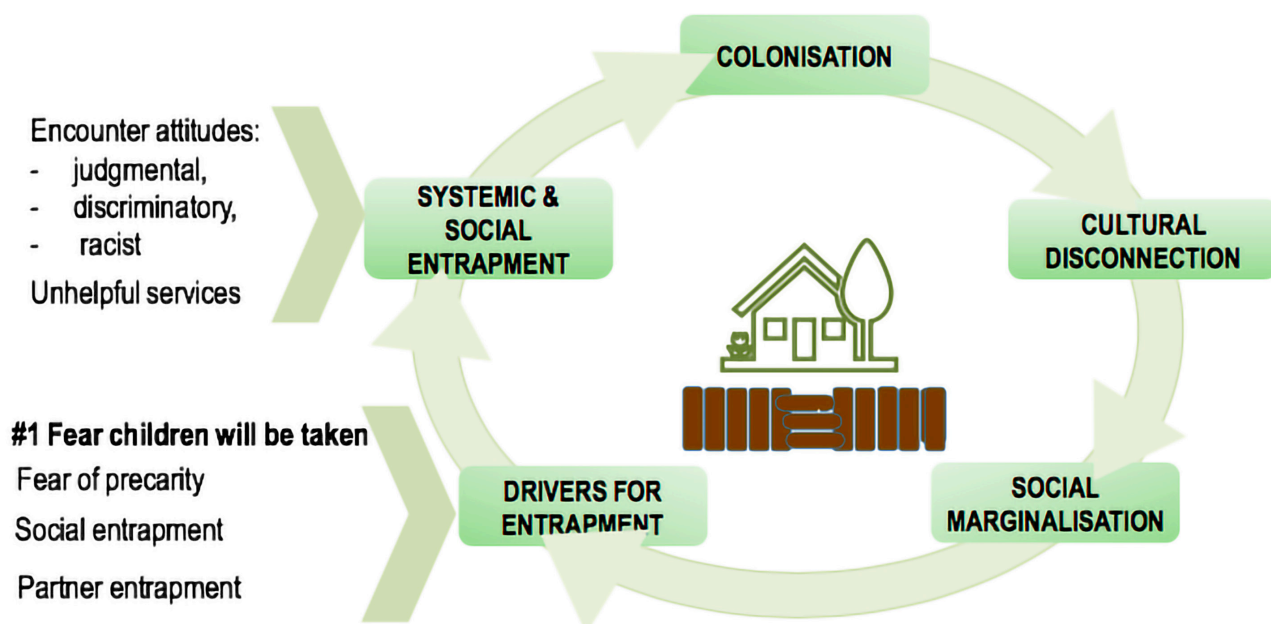 COLONISATION
Encounter attitudes:
- judgmental,
- discriminatory,
- racist
Unhelpful services
SYSTEMIC &
SOCIAL
ENTRAPMENT
CULTURAL
DISCONNECTION
#1 Fear children will be taken
Fear of precarity
Social entrapment
Partner entrapment
DRIVERS FOR
ENTRAPMENT
SOCIAL
MARGINALISATION